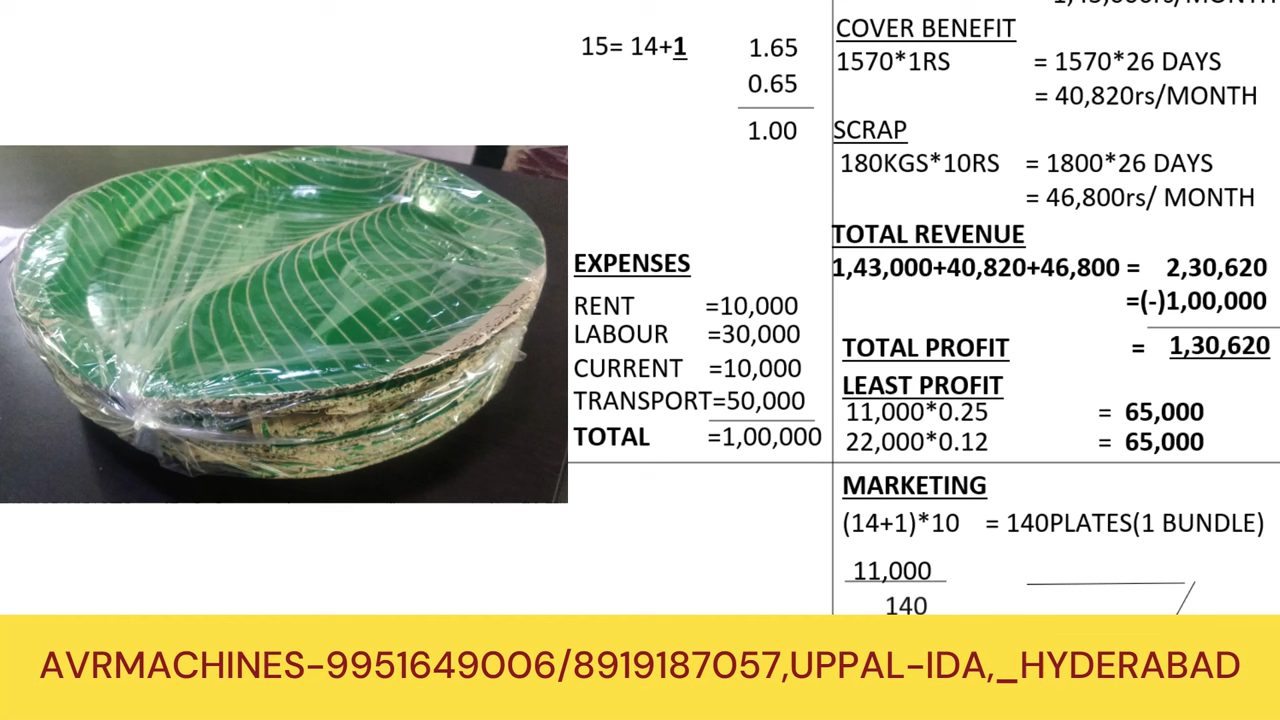 15= 14+1 1.65
0.65
1.00
EXPENSES
RENT =10,000
LABOUR =30,000
CURRENT =10,000
TRANSPORT=50,000
TOTAL =1,00,000
COVER BENEFIT
1570*1RS = 1570*26 DAYS
= 40,820rs/MONTH
SCRAP
180KGS*10RS = 1800*26 DAYS
= 46,800rs/ MONTH
TOTAL REVENUE
1,43,000+40,820+46,800 = 2,30,620
=(-)1,00,000
TOTAL PROFIT = 1,30,620
LEAST PROFIT
11,000*0.25 = 65,000
22,000*0.12 = 65,000
MARKETING
(14+1)*10 = 140PLATES(1 BUNDLE)
11,000
140
AVRMACHINES-9951649006/8919187057,UPPAL-IDA,_HYDERABAD